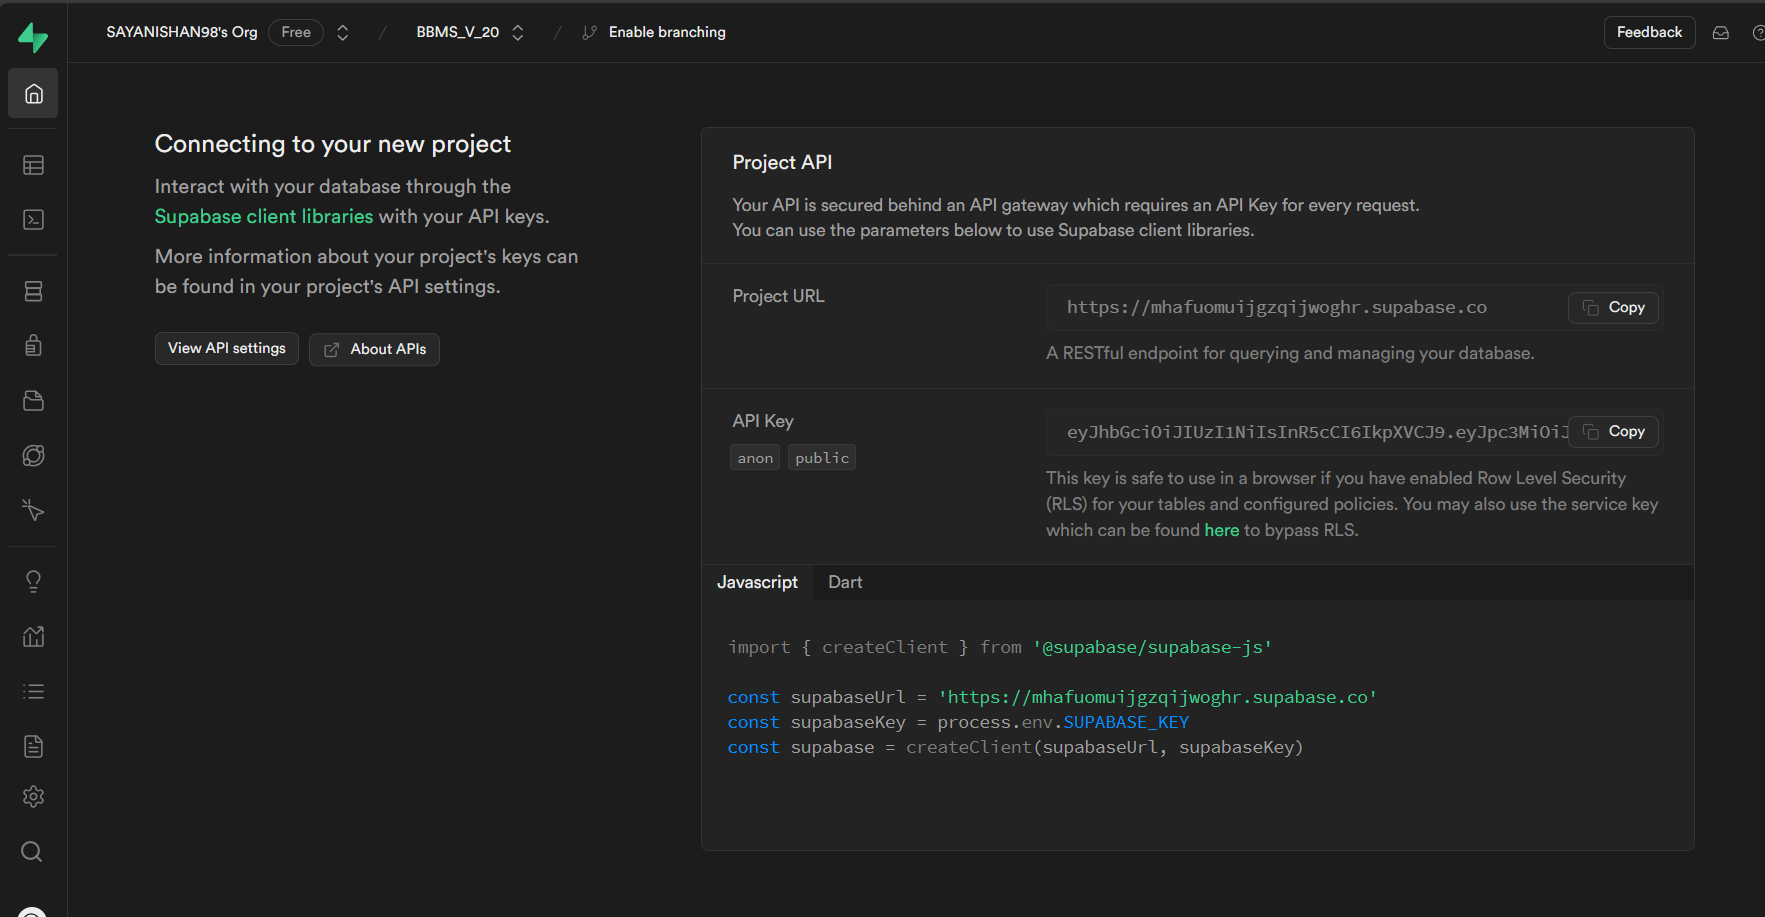 SAYANISHAN98's Org Free / BBMS_V_20 / Enable branching Feedback
Connecting to your new project
Interact with your database through the
Supabase client libraries with your API keys.
More information about your project's keys can
be found in your project's API settings.
View API settings About APIs
Project API
Your API is secured behind an API gateway which requires an API Key for every request.
You can use the parameters below to use Supabase client libraries.
Project URL
https://mhafuomuijgzqijwoghr.supabase.co Copy
A RESTful endpoint for querying and managing your database.
API Key
anon public
eyJhbGciOiJIUzI1NiIsInR5cCI6IkpXVCJ9.eyJpc3MiOiJ Copy
This key is safe to use in a browser if you have enabled Row Level Security
(RLS) for your tables and configured policies. You may also use the service key
which can be found here to bypass RLS.
Javascript Dart
import { createClient } from '@supabase/supabase-js'
const supabaseUrl = 'https://mhafuomuijgzqijwoghr.supabase.co'
const supabaseKey = process.env.SUPABASE_KEY
const supabase = createClient(supabaseUrl, supabaseKey)